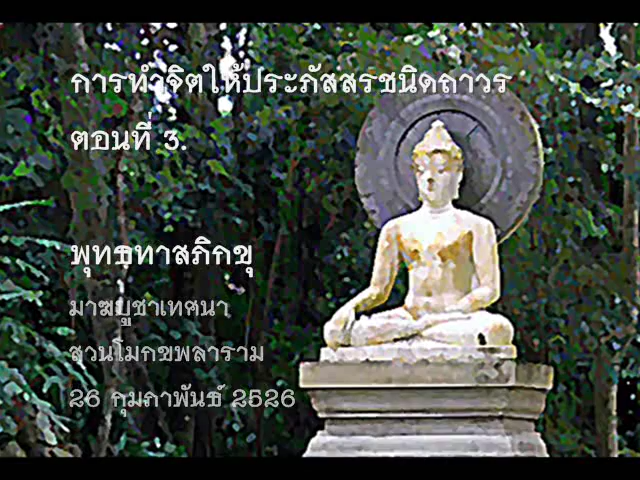 การทำจิตให้ประภัสสรชนิดถาวร
ตอนที่ 3.
พุทธทาสภิกขุ
มาฆบูชาเทศนา
สวนโมกขพลาราม
26 กุมภาพันธ์ 2526